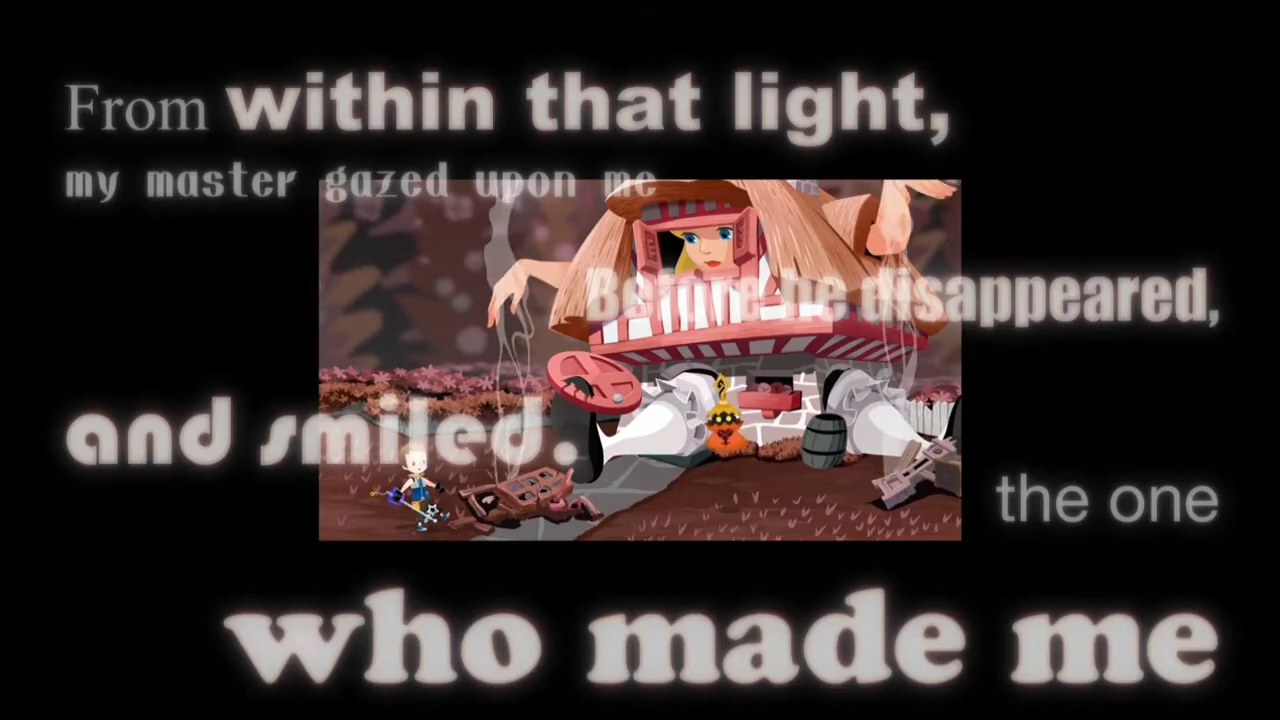 From within that light,
my master gazed upon me
Before he disappeared,
and smiled.
the one
who made me